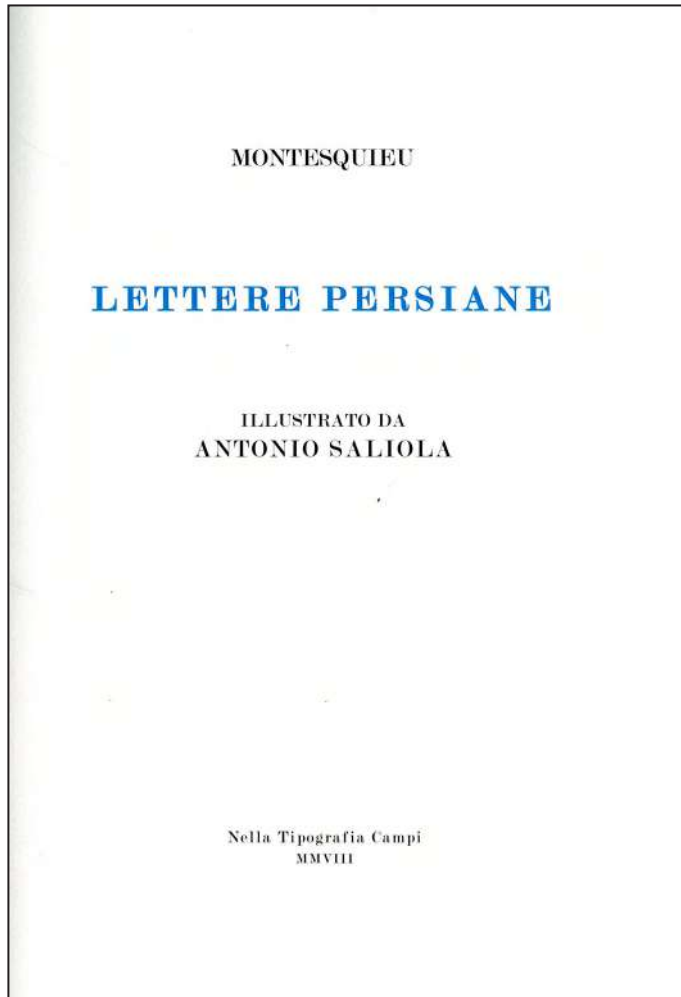 MONTESQUIEU
LETTERE PERSIANE
ILLUSTRATO DA
ANTONIO SALIOLA
Nella Tipografia Campi
MMVIII